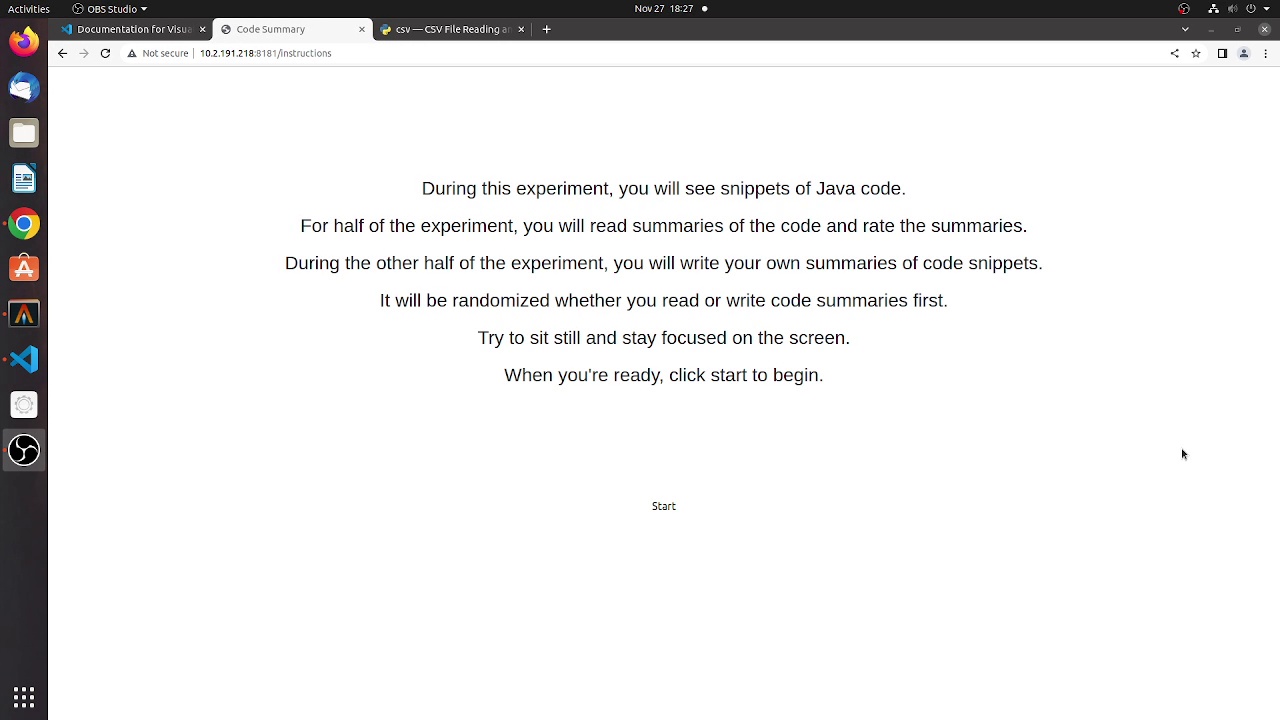 Activities
OBS Studio
Nov 27 18:27
Documentation for Visua
Code Summary
csv — CSV File Reading an
Not secure
10.2.191.218:8181/instructions
During this experiment, you will see snippets of Java code.
For half of the experiment, you will read summaries of the code and rate the summaries.
During the other half of the experiment, you will write your own summaries of code snippets.
It will be randomized whether you read or write code summaries first.
Try to sit still and stay focused on the screen.
When you're ready, click start to begin.
Start